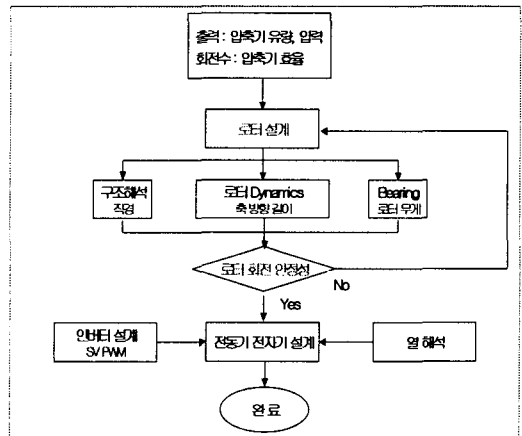 출력 : 압축기 유량, 압력
회전수 : 압축기 효율
로터 설계
구조해석
직경
로터 Dynamics
축 방향 길이
Bearing
로터 무게
로터 회전 안정성
No
Yes
인버터 설계
SVPWM
전동기 전자기 설계
열 해석
완료